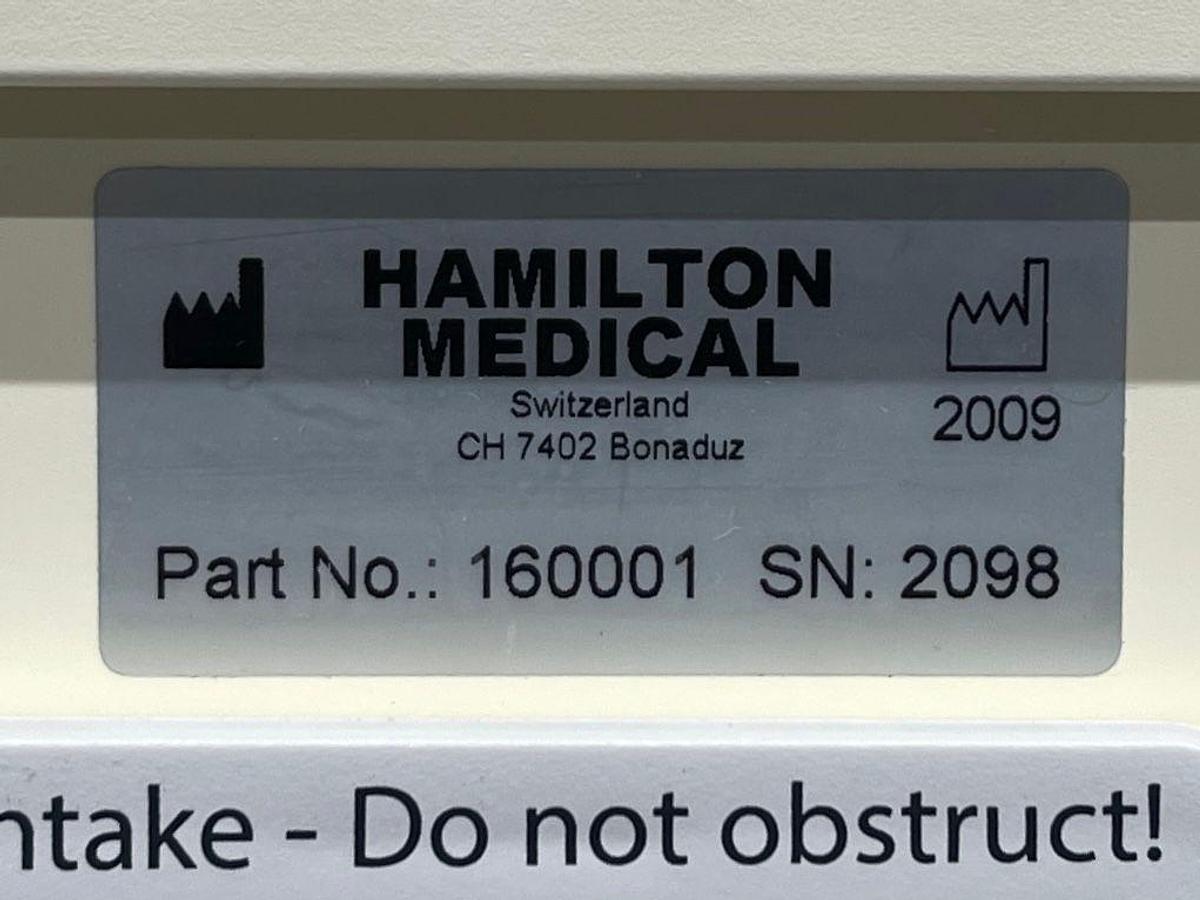 HAMILTON
MEDICAL
Switzerland
CH 7402 Bonaduz
2009
Part No.: 160001 SN: 2098
ntake - Do not obstruct!